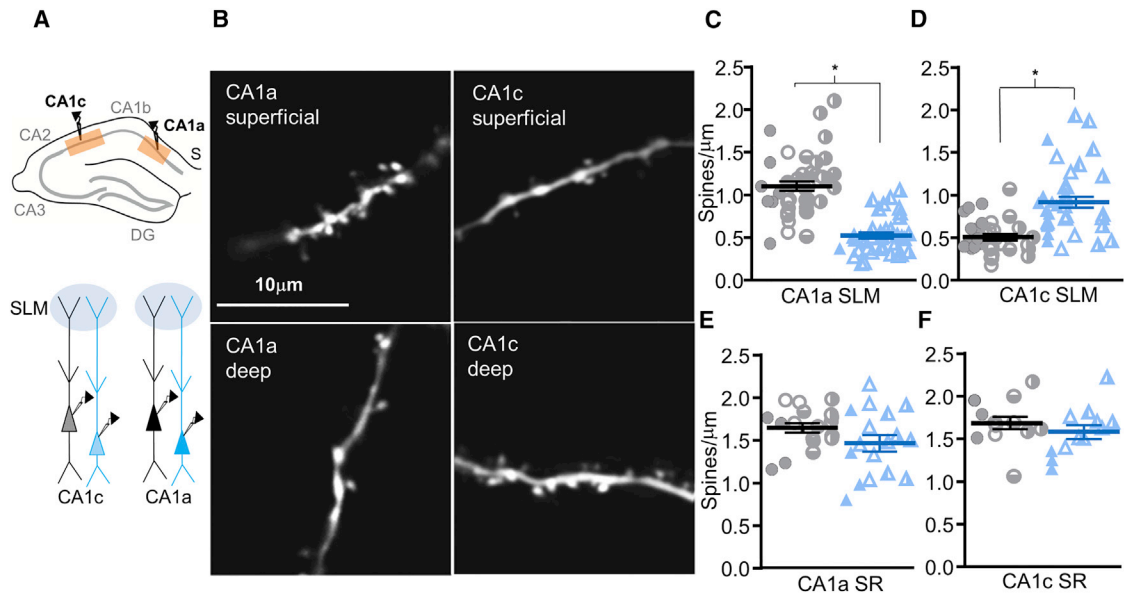 A
B
C
D
CA1c
CA1b
CA1a
CA2
S
CA3
DG
SLM
CA1c
CA1a
CA1a
superficial
CA1c
superficial
10μm
CA1a
deep
CA1c
deep
Spines/μm
2.5
2.0
1.5
1.0
0.5
0.0
*
CA1a SLM
2.5
2.0
1.5
1.0
0.5
0.0
*
CA1c SLM
E
F
Spines/μm
2.5
2.0
1.5
1.0
0.5
0.0
CA1a SR
2.5
2.0
1.5
1.0
0.5
0.0
CA1c SR